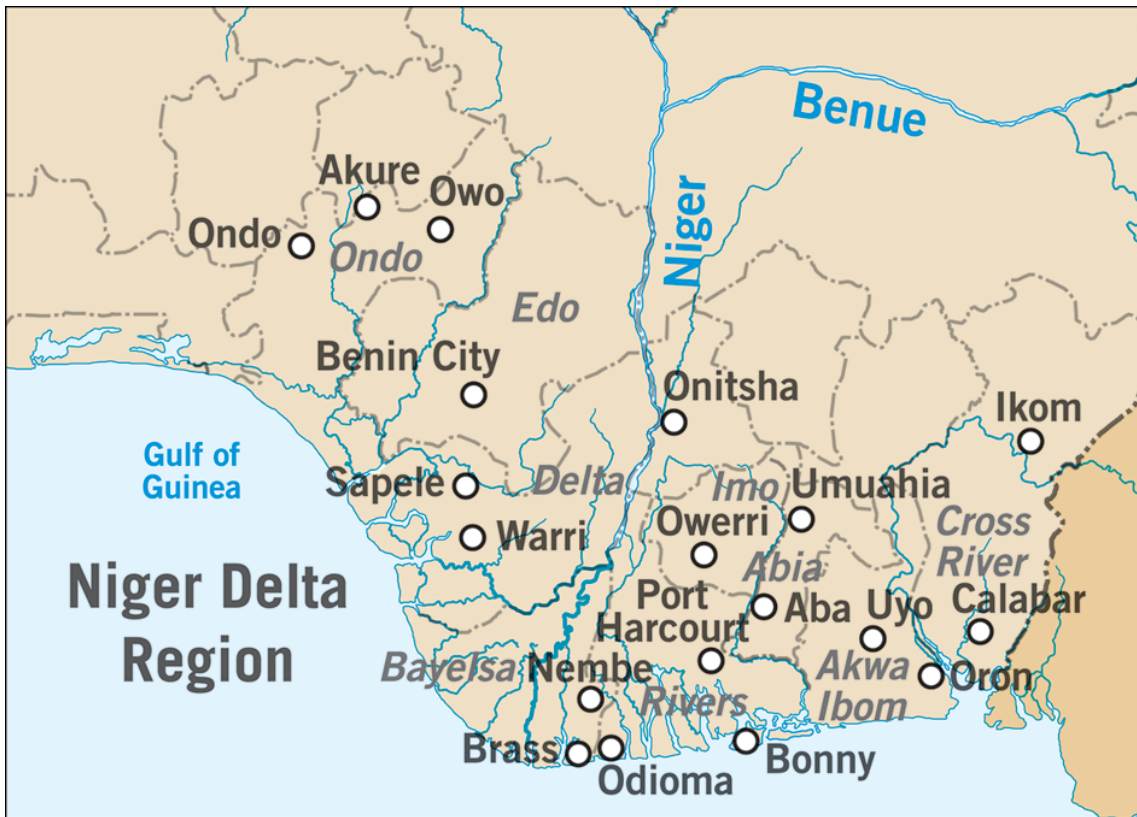 Benue
Akure
Owo
Niger
Ondo
Ondo
Edo
Benin City
Onitsha
Ikom
Gulf of
Guinea
Sapele
Delta
Imo
Umuahia
Warri
Owerri
Cross
River
Niger Delta
Region
Abia
Port
Harcourt
Aba
Uyo
Calabar
Bayelsa
Nembe
Rivers
Akwa
Ibom
Oron
Brass
Odioma
Bonny